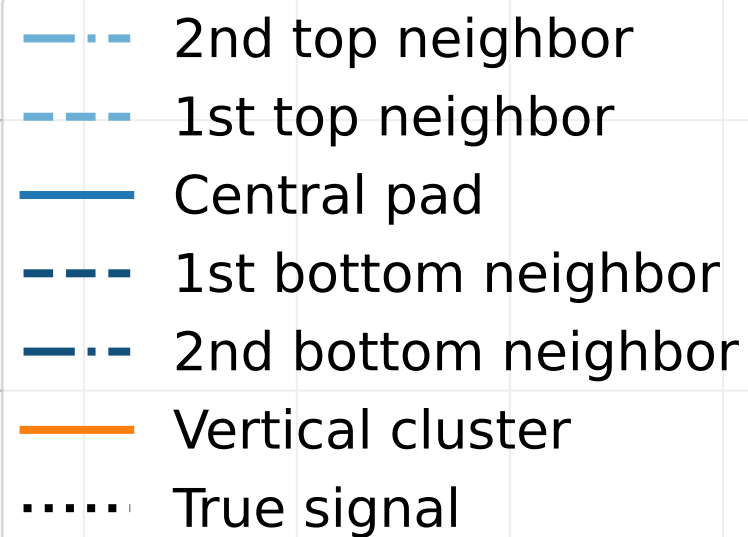 2nd top neighbor
1st top neighbor
Central pad
1st bottom neighbor
2nd bottom neighbor
Vertical cluster
True signal